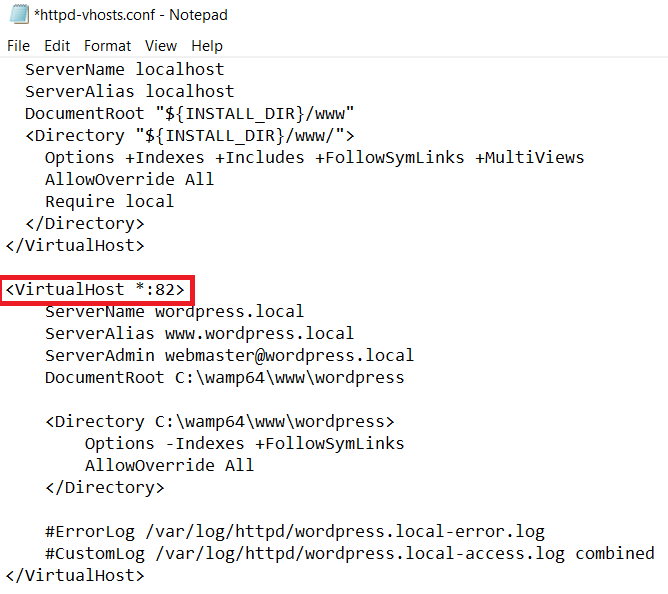 *httpd-vhosts.conf - Notepad
File Edit Format View Help
ServerName localhost
ServerAlias localhost
DocumentRoot "${INSTALL_DIR}/www"
<Directory "${INSTALL_DIR}/www/">
Options +Indexes +Includes +FollowSymLinks +MultiViews
AllowOverride All
Require local
</Directory>
</VirtualHost>
<VirtualHost *:82>
ServerName wordpress.local
ServerAlias www.wordpress.local
ServerAdmin webmaster@wordpress.local
DocumentRoot C:\wamp64\www\wordpress
<Directory C:\wamp64\www\wordpress>
Options -Indexes +FollowSymLinks
AllowOverride All
</Directory>
#ErrorLog /var/log/httpd/wordpress.local-error.log
#CustomLog /var/log/httpd/wordpress.local-access.log combined
</VirtualHost>